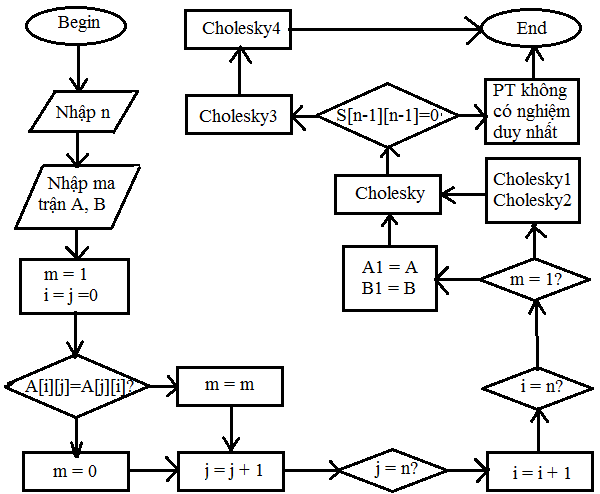 Begin
Nhập n
Nhập ma
trận A, B
m = 1
i = j =0
A[i][j]=A[j][i]?
m = m
m = 0
j = j + 1
j = n?
i = i + 1
i = n?
m = 1?
A1 = A
B1 = B
Cholesky1
Cholesky2
Cholesky
S[n-1][n-1]=0
Cholesky3
PT không
có nghiệm
duy nhất
Cholesky4
End